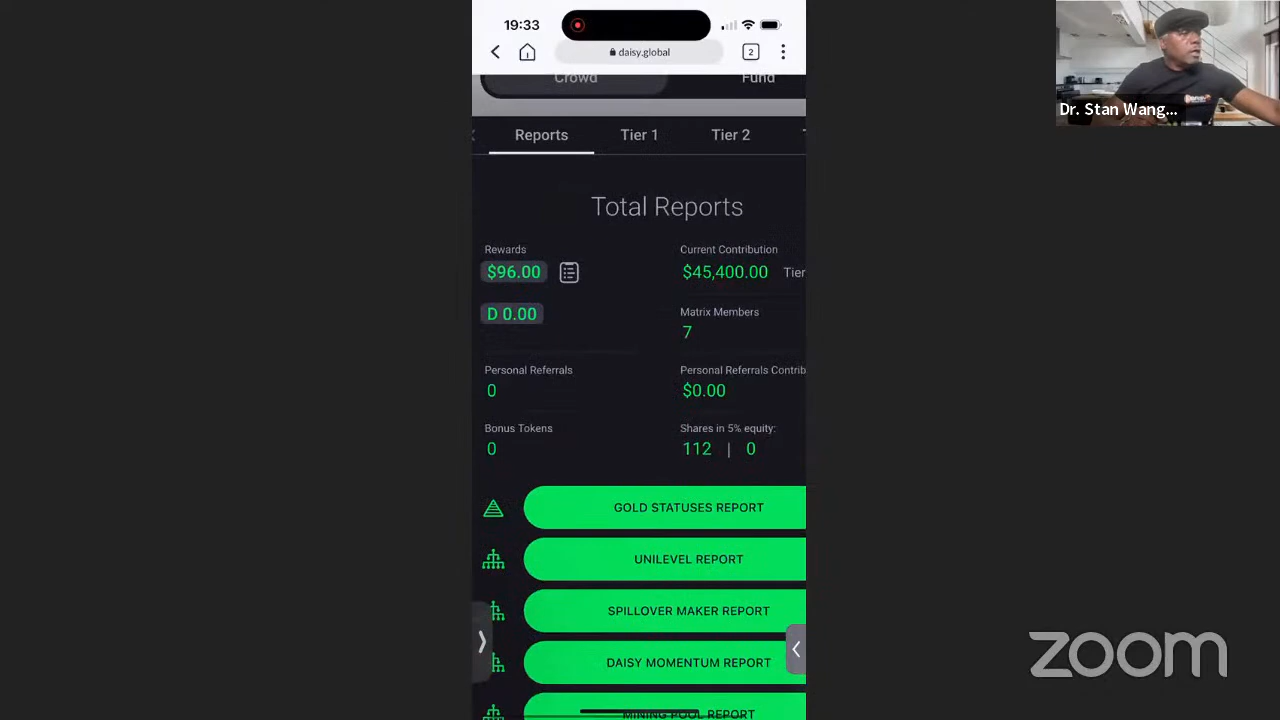 19:33
daisy.global
2
Crowd Fund
Reports Tier 1 Tier 2
Total Reports
Rewards Current Contribution
$96.00 $45,400.00 Tier
D 0.00
Matrix Members
7
Personal Referrals Personal Referrals Contrib
0 $0.00
Bonus Tokens Shares in 5% equity:
0 112 | 0
GOLD STATUSES REPORT
UNILEVEL REPORT
SPILLOVER MAKER REPORT
DAISY MOMENTUM REPORT
MINING POOL REPORT
Dr. Stan Wang...
zoom